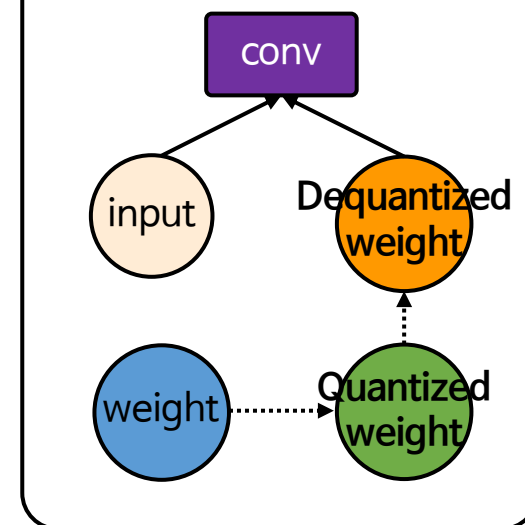 conv
input
Dequantized
weight
weight
Quantized
weight